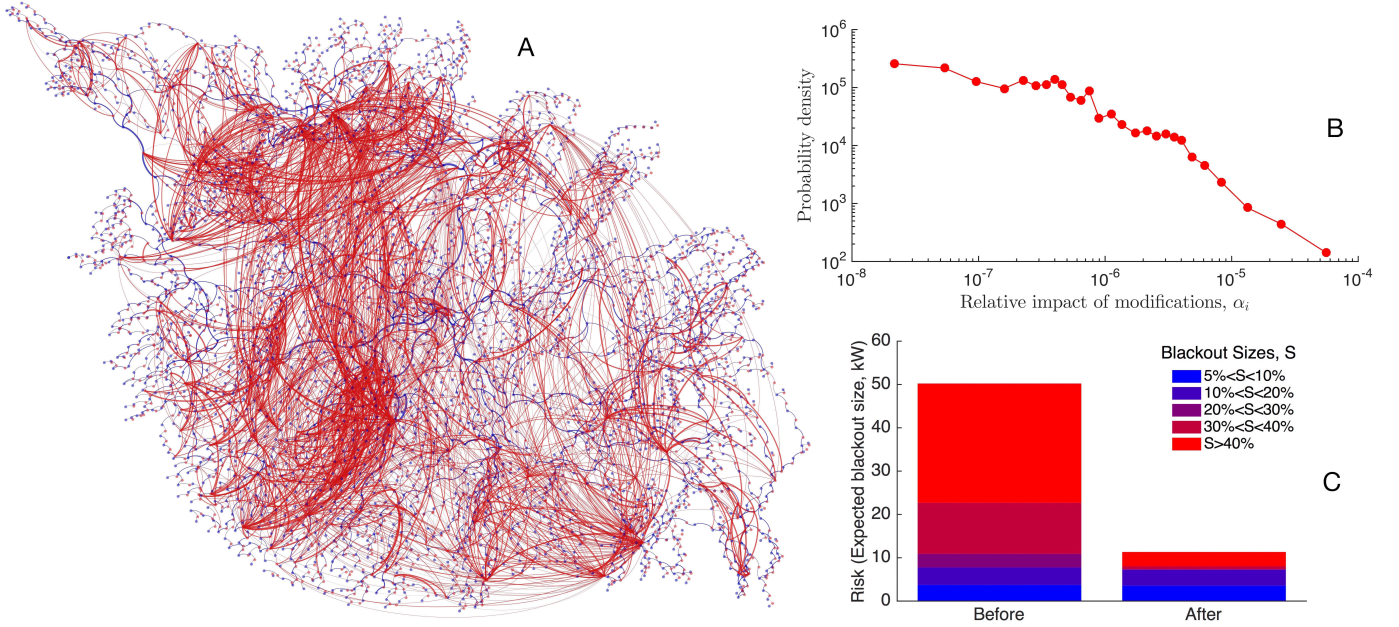 A
10^6
10^5
10^4
10^3
10^2
Probability density
B
10^-8
10^-7
10^-6
10^-5
10^-4
Relative impact of modifications, α_i
60
50
40
30
20
10
0
Risk (Expected blackout size, kW)
Blackout Sizes, S
5%<S<10%
10%<S<20%
20%<S<30%
30%<S<40%
S>40%
C
Before
After